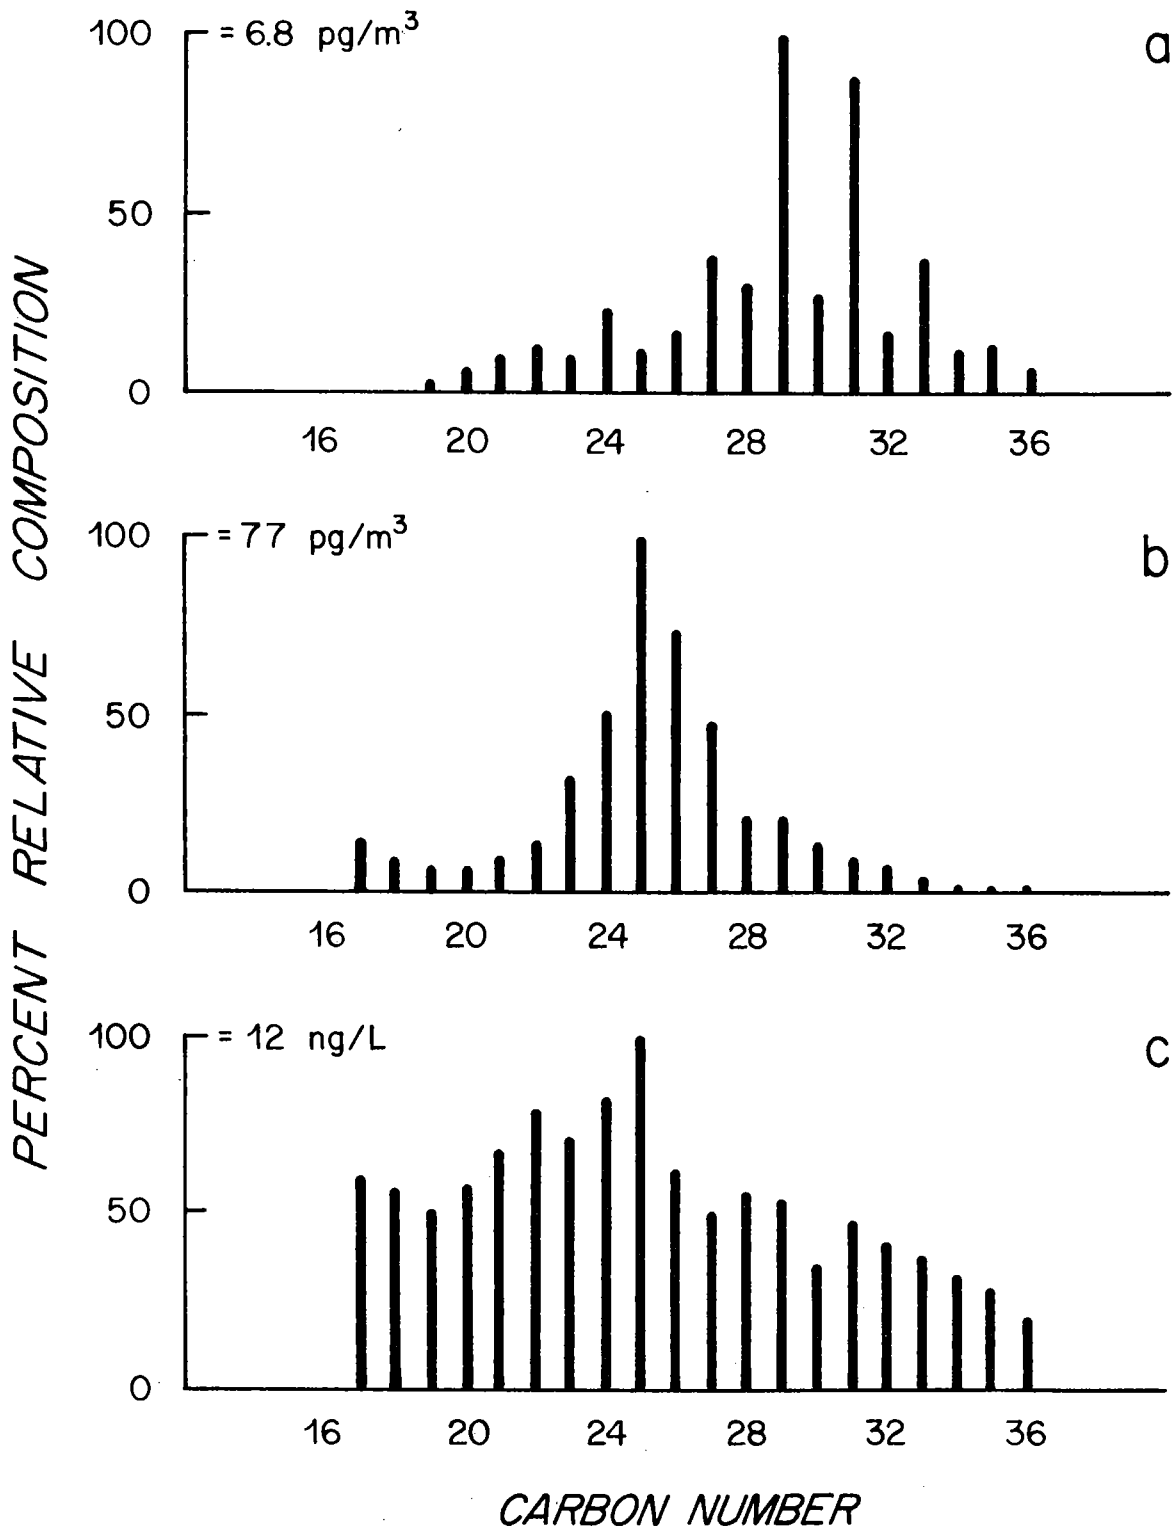 PERCENT RELATIVE COMPOSITION
100 = 6.8 pg/m³ a
50
0
16 20 24 28 32 36
100 = 77 pg/m³ b
50
0
16 20 24 28 32 36
100 = 12 ng/L c
50
0
16 20 24 28 32 36
CARBON NUMBER